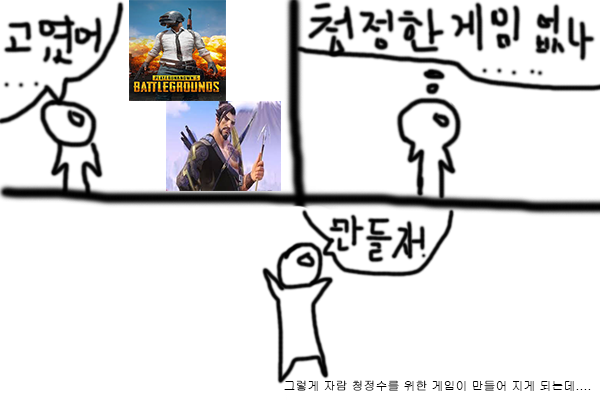 고였어
...
PLAYERUNKNOWN'S
BATTLEGROUNDS
청정한 게임 없나
.....
만들자!
그렇게 자람 청정수를 위한 게임이 만들어 지게 되는데....